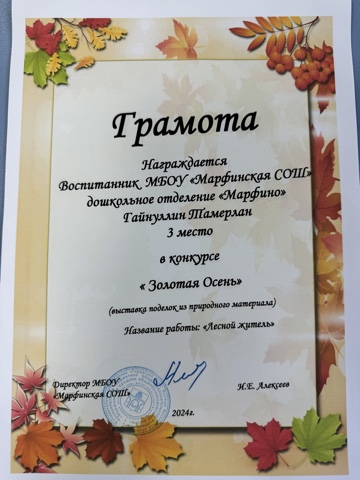 Грамота
Награждается
Воспитанник МБОУ «Марфинская СОШ»
дошкольное отделение «Марфино»
Гайнуллин Тамерлан
3 место
в конкурсе
« Золотая Осень»
(выставка поделок из природного материала)
Название работы: «Лесной житель»
Директор МБОУ
«Марфинская СОШ»
Н.Е. Алексеев
2024г.